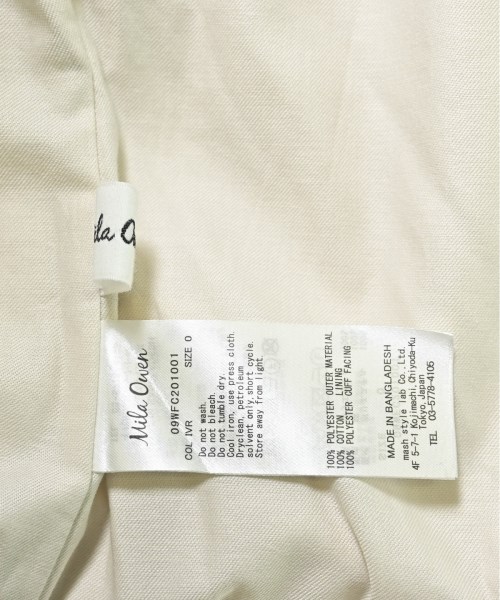 ila O
Mila Owen
09WFC201001
COL IVR SIZE 0
Do not wash.
Do not bleach.
Do not tumble dry.
Cool iron, use press cloth.
Dryclean, petroleum
solvent only, short cycle.
Store away from light.
100% POLYESTER OUTER MATERIAL
100% COTTON LINING
100% POLYESTER CUFF FACING
MADE IN BANGLADESH
mash style lab Co., Ltd.
4F 5-7-1 Kojimachi, Chiyoda-Ku
Tokyo, Japan
TEL 03-5778-4105